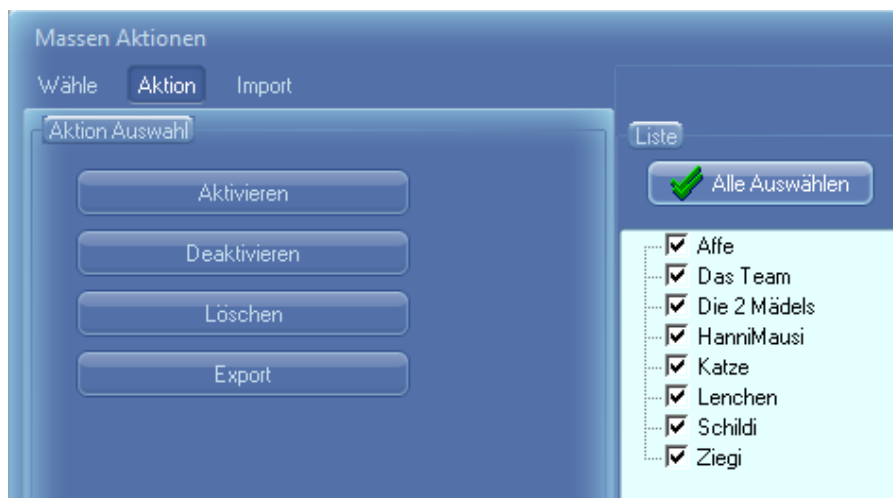 Massen Aktionen
Wähle Aktion Import
Aktion Auswahl
Aktivieren
Deaktivieren
Löschen
Export
Liste
Alle Auswählen
Affe
Das Team
Die 2 Mädels
HanniMausi
Katze
Lenchen
Schildi
Ziegi